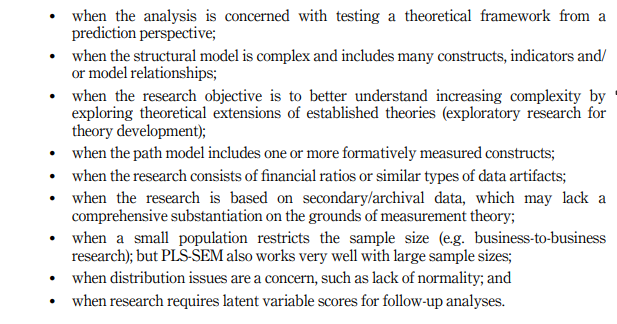 • when the analysis is concerned with testing a theoretical framework from a
prediction perspective;
• when the structural model is complex and includes many constructs, indicators and/
or model relationships;
• when the research objective is to better understand increasing complexity by
exploring theoretical extensions of established theories (exploratory research for
theory development);
• when the path model includes one or more formatively measured constructs;
• when the research consists of financial ratios or similar types of data artifacts;
• when the research is based on secondary/archival data, which may lack a
comprehensive substantiation on the grounds of measurement theory;
• when a small population restricts the sample size (e.g. business-to-business
research); but PLS-SEM also works very well with large sample sizes;
• when distribution issues are a concern, such as lack of normality; and
• when research requires latent variable scores for follow-up analyses.